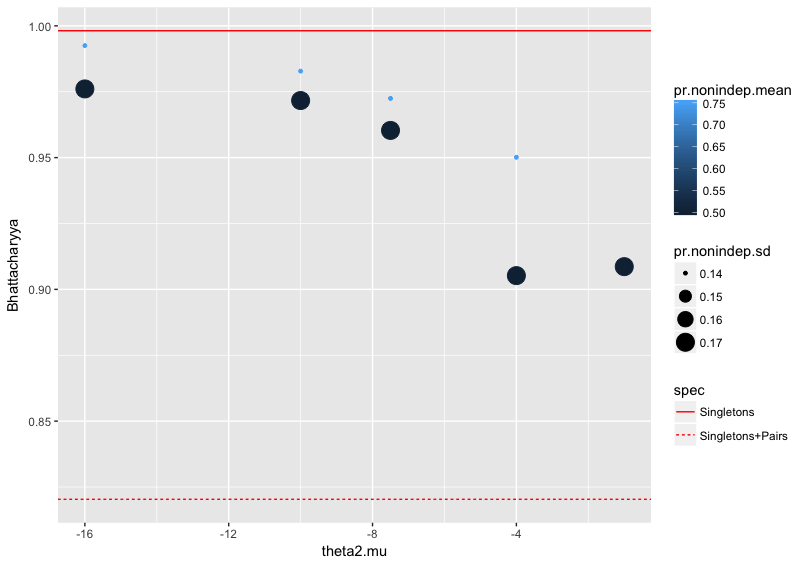 1.00
0.95
0.90
0.85
Bhattacharyya
-16
-12
-8
-4
theta2.mu
pr.nonindep.mean
0.75
0.70
0.65
0.60
0.55
0.50
pr.nonindep.sd
0.14
0.15
0.16
0.17
spec
Singletons
Singletons+Pairs